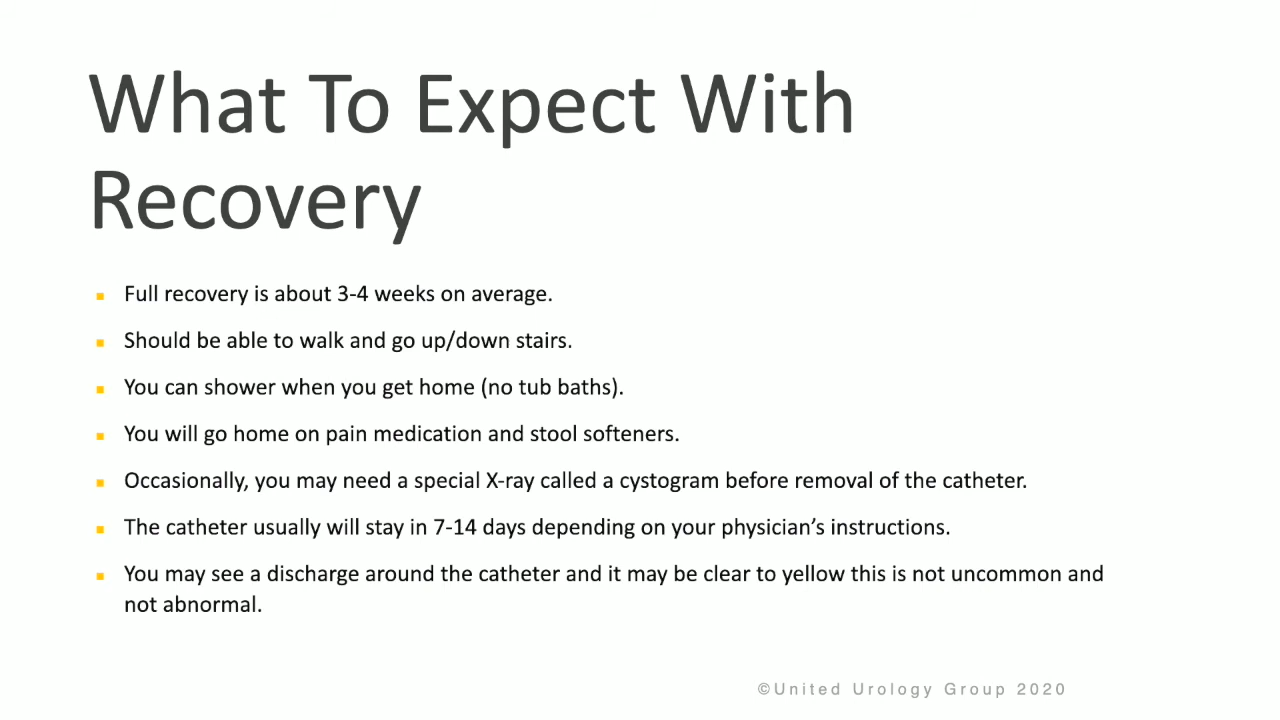 What To Expect With
Recovery
Full recovery is about 3-4 weeks on average.
Should be able to walk and go up/down stairs.
You can shower when you get home (no tub baths).
You will go home on pain medication and stool softeners.
Occasionally, you may need a special X-ray called a cystogram before removal of the catheter.
The catheter usually will stay in 7-14 days depending on your physician’s instructions.
You may see a discharge around the catheter and it may be clear to yellow this is not uncommon and
not abnormal.
©United Urology Group 2020